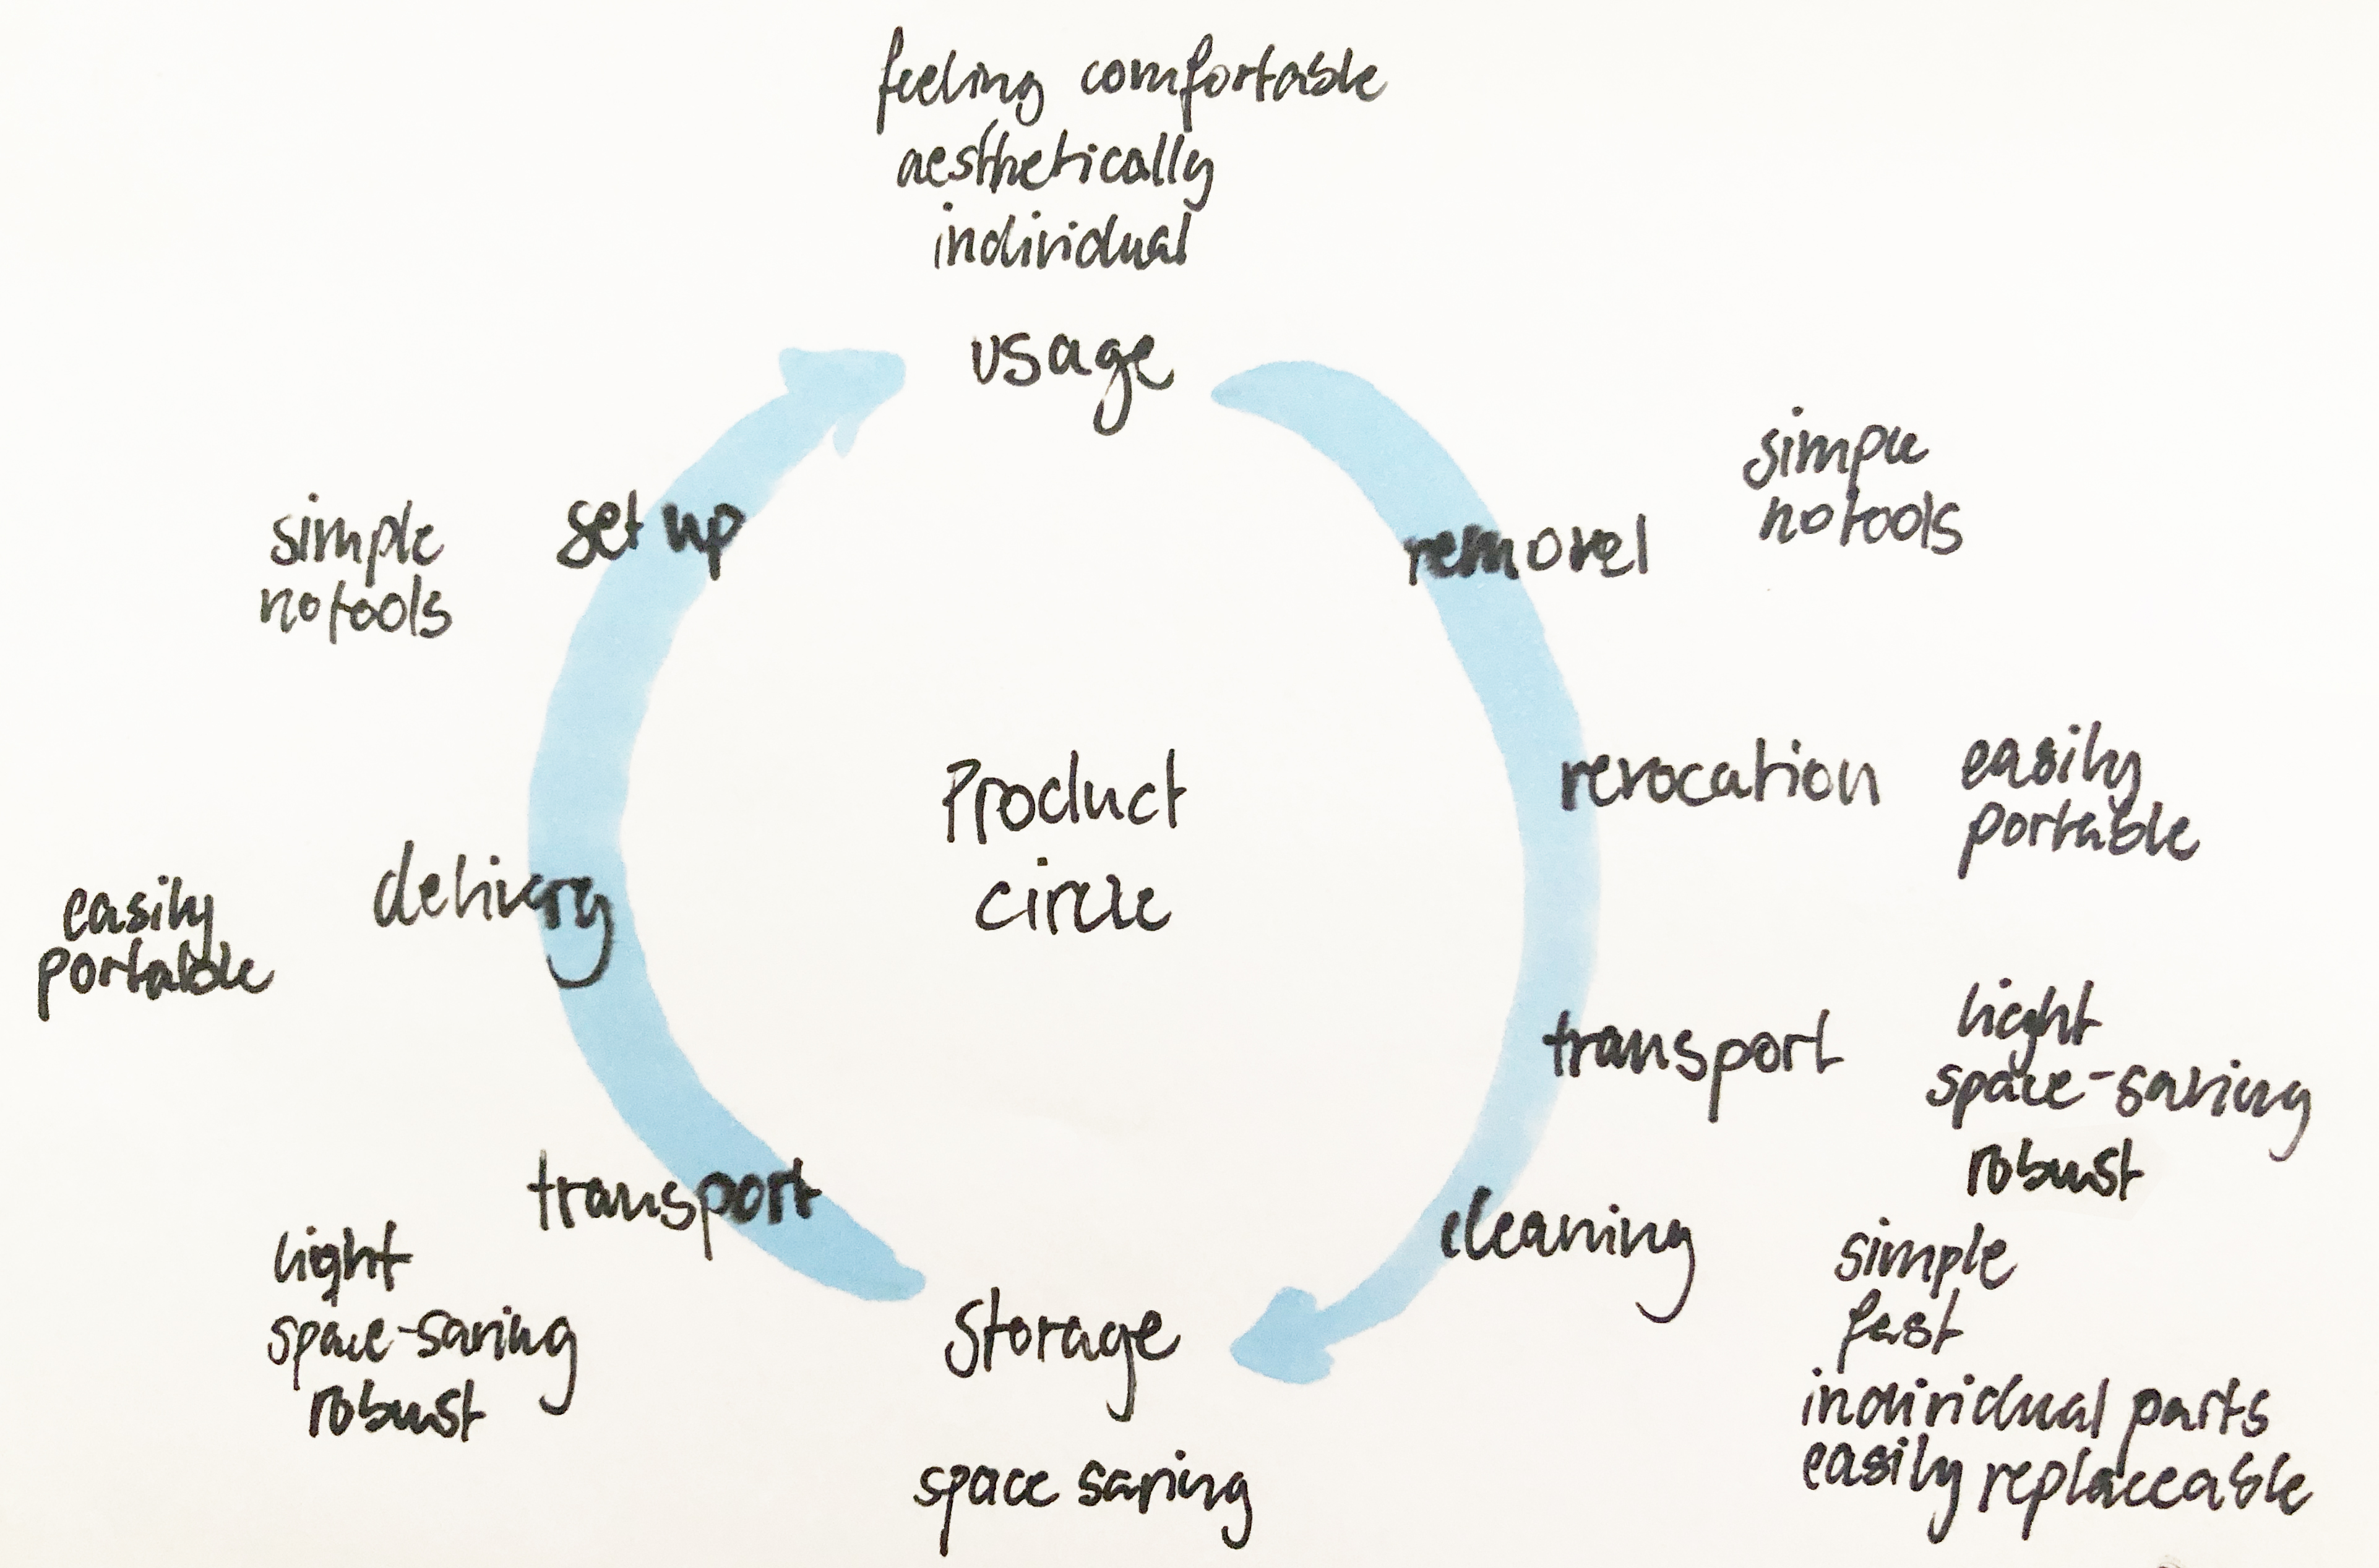 feeling comfortable
aesthetically
individual
usage
simple
no tools
removel
revocation
easily
portable
transport
light
space-saving
robust
cleaning
simple
fast
individual parts
easily replaceable
Storage
space saving
transport
light
space-saving
robust
delivery
easily
portable
set up
simple
no tools
Product
circle